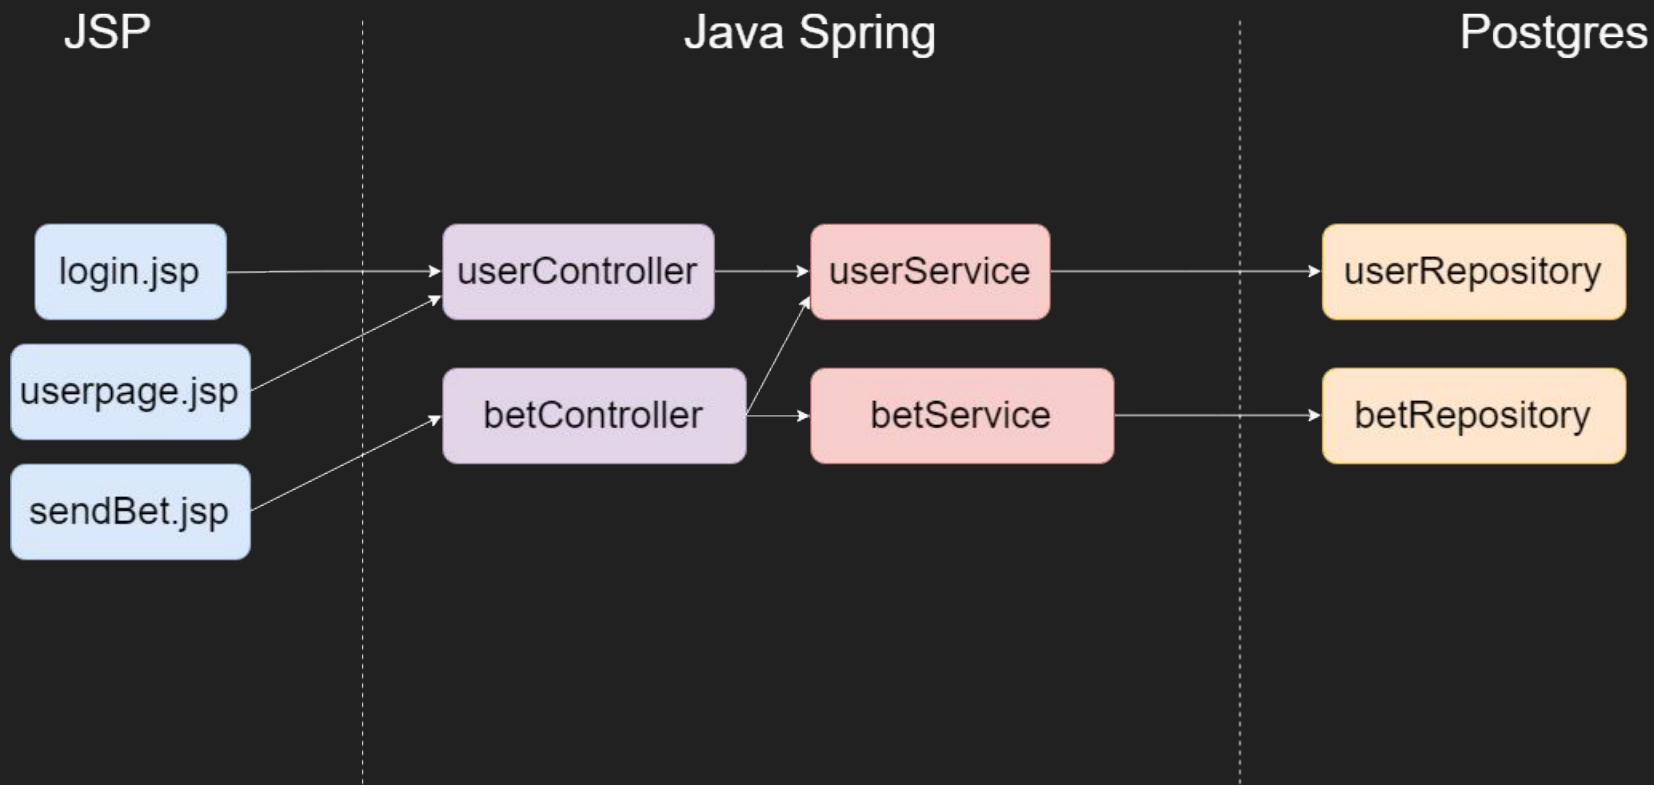 JSP
Java Spring
Postgres
login.jsp
userController
userService
userRepository
userpage.jsp
betController
betService
betRepository
sendBet.jsp